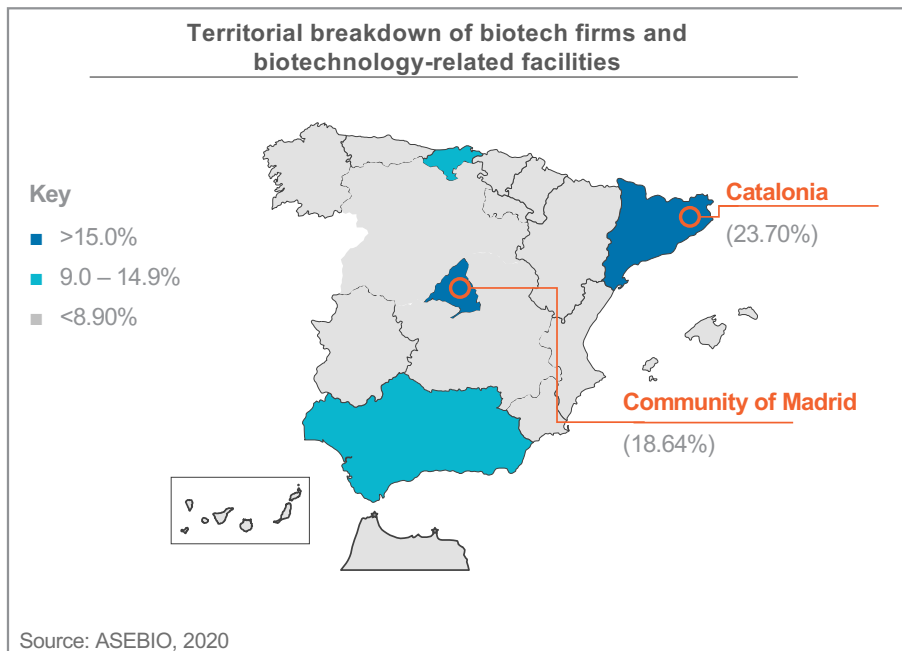 Territorial breakdown of biotech firms and
biotechnology-related facilities
Key
>15.0%
9.0 – 14.9%
<8.90%
Catalonia
(23.70%)
Community of Madrid
(18.64%)
Source: ASEBIO, 2020